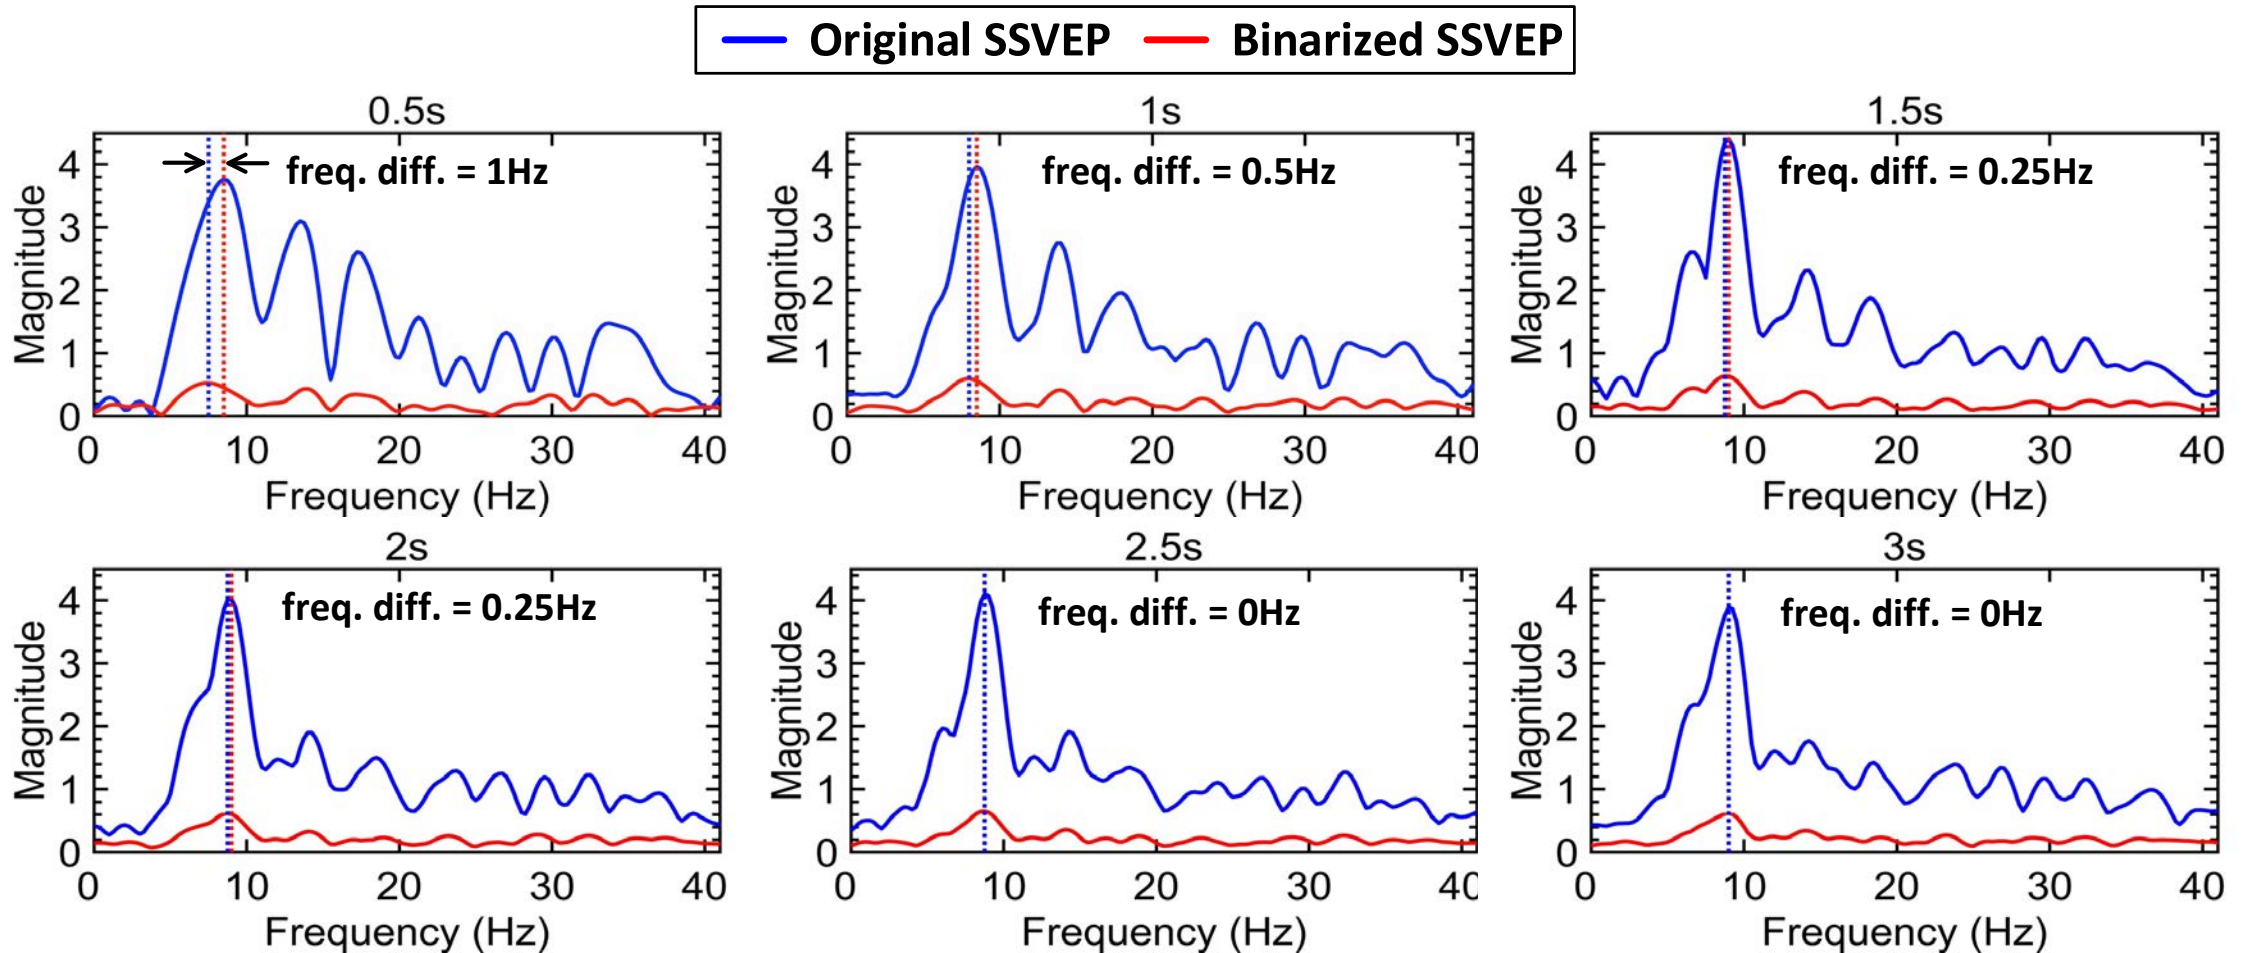 Original SSVEP Binarized SSVEP
0.5s
4
3
2
1
0
Magnitude
freq. diff. = 1Hz
0 10 20 30 40
Frequency (Hz)
1s
4
3
2
1
0
Magnitude
freq. diff. = 0.5Hz
0 10 20 30 40
Frequency (Hz)
1.5s
4
3
2
1
0
Magnitude
freq. diff. = 0.25Hz
0 10 20 30 40
Frequency (Hz)
2s
4
3
2
1
0
Magnitude
freq. diff. = 0.25Hz
0 10 20 30 40
Frequency (Hz)
2.5s
4
3
2
1
0
Magnitude
freq. diff. = 0Hz
0 10 20 30 40
Frequency (Hz)
3s
4
3
2
1
0
Magnitude
freq. diff. = 0Hz
0 10 20 30 40
Frequency (Hz)